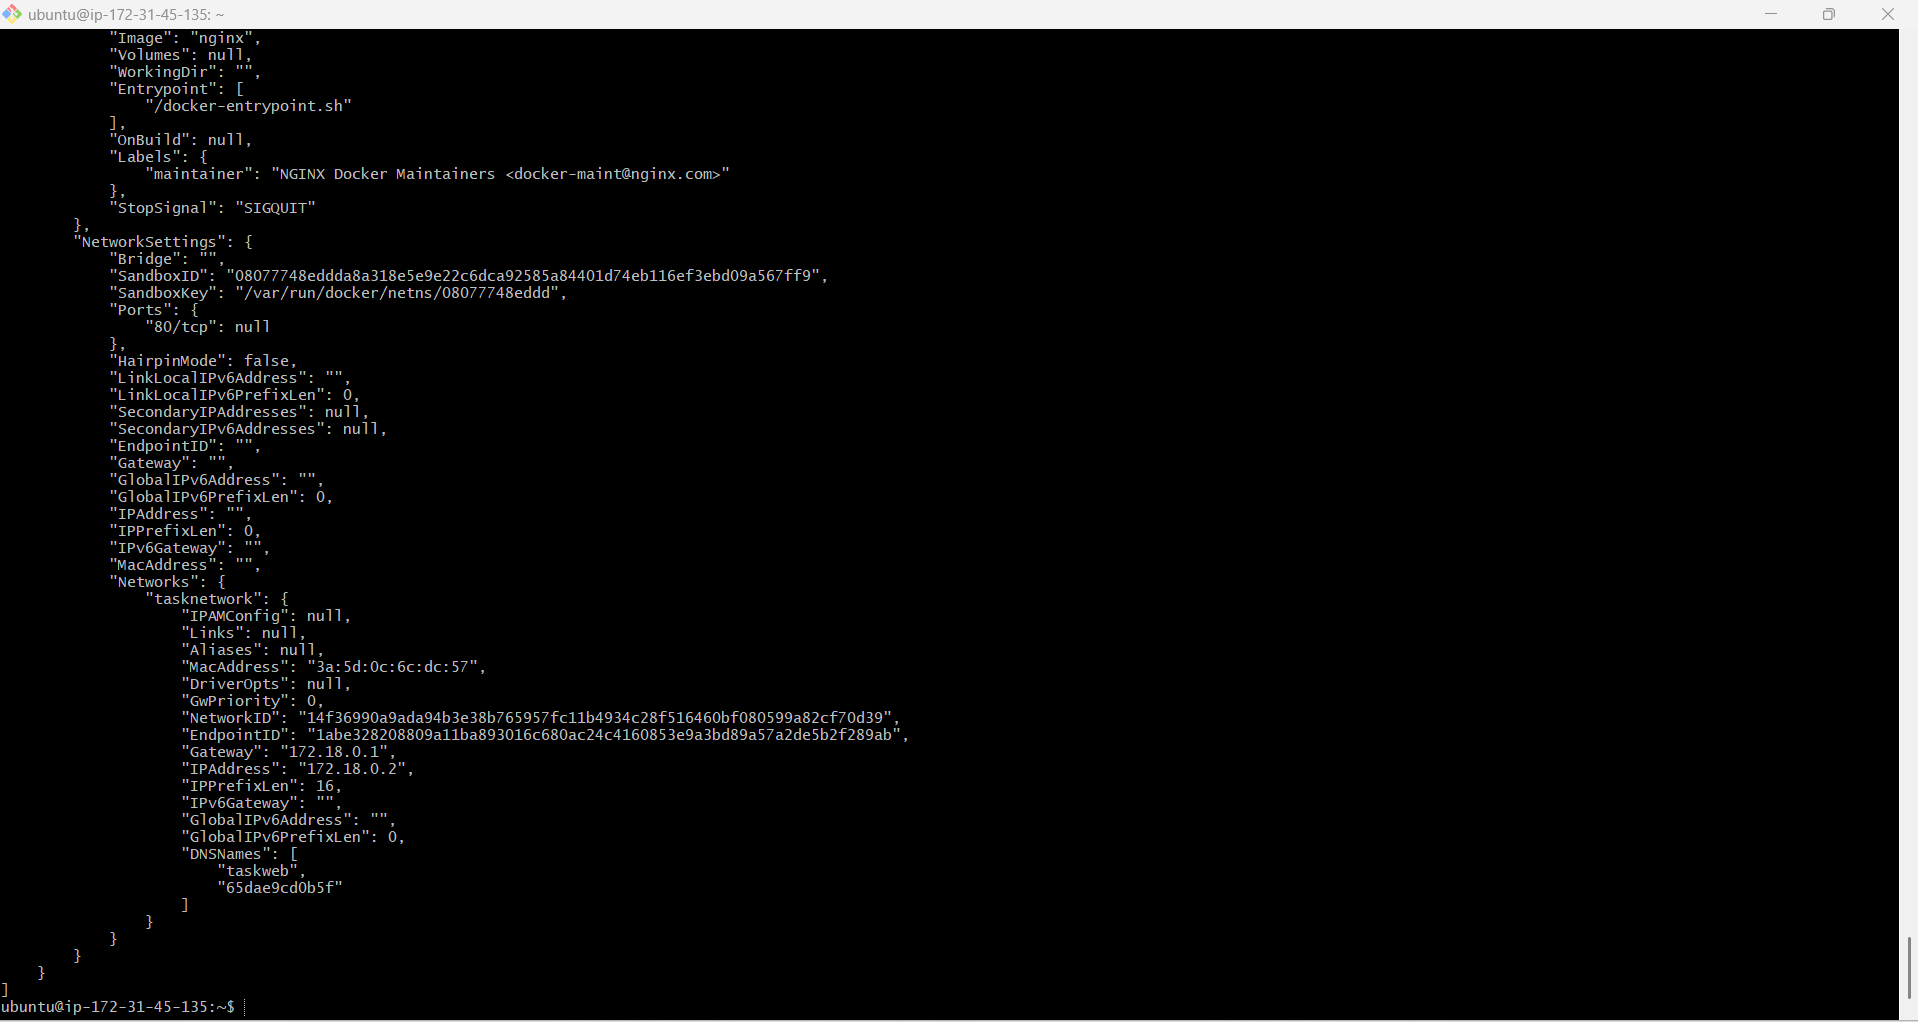 ubuntu@ip-172-31-45-135: ~
"Image": "nginx",
"Volumes": null,
"WorkingDir": "",
"Entrypoint": [
"/docker-entrypoint.sh"
],
"OnBuild": null,
"Labels": {
"maintainer": "NGINX Docker Maintainers <docker-maint@nginx.com>"
},
"StopSignal": "SIGQUIT"
},
"NetworkSettings": {
"Bridge": "",
"SandboxID": "08077748eddda8a318e5e9e22c6dca92585a84401d74eb116ef3ebd09a567ff9",
"SandboxKey": "/var/run/docker/netns/08077748eddd",
"Ports": {
"80/tcp": null
},
"HairpinMode": false,
"LinkLocalIPv6Address": "",
"LinkLocalIPv6PrefixLen": 0,
"SecondaryIPAddresses": null,
"SecondaryIPv6Addresses": null,
"EndpointID": "",
"Gateway": "",
"GlobalIPv6Address": "",
"GlobalIPv6PrefixLen": 0,
"IPAddress": "",
"IPPrefixLen": 0,
"IPv6Gateway": "",
"MacAddress": "",
"Networks": {
"tasknetwork": {
"IPAMConfig": null,
"Links": null,
"Aliases": null,
"MacAddress": "3a:5d:0c:6c:dc:57",
"DriverOpts": null,
"GwPriority": 0,
"NetworkID": "14f36990a9ada94b3e38b765957fc11b4934c28f516460bf080599a82cf70d39",
"EndpointID": "1abe328208809a11ba893016c680ac24c4160853e9a3bd89a57a2de5b2f289ab",
"Gateway": "172.18.0.1",
"IPAddress": "172.18.0.2",
"IPPrefixLen": 16,
"IPv6Gateway": "",
"GlobalIPv6Address": "",
"GlobalIPv6PrefixLen": 0,
"DNSNames": [
"taskweb",
"65dae9cd0b5f"
]
}
}
}
}
]
ubuntu@ip-172-31-45-135:~$